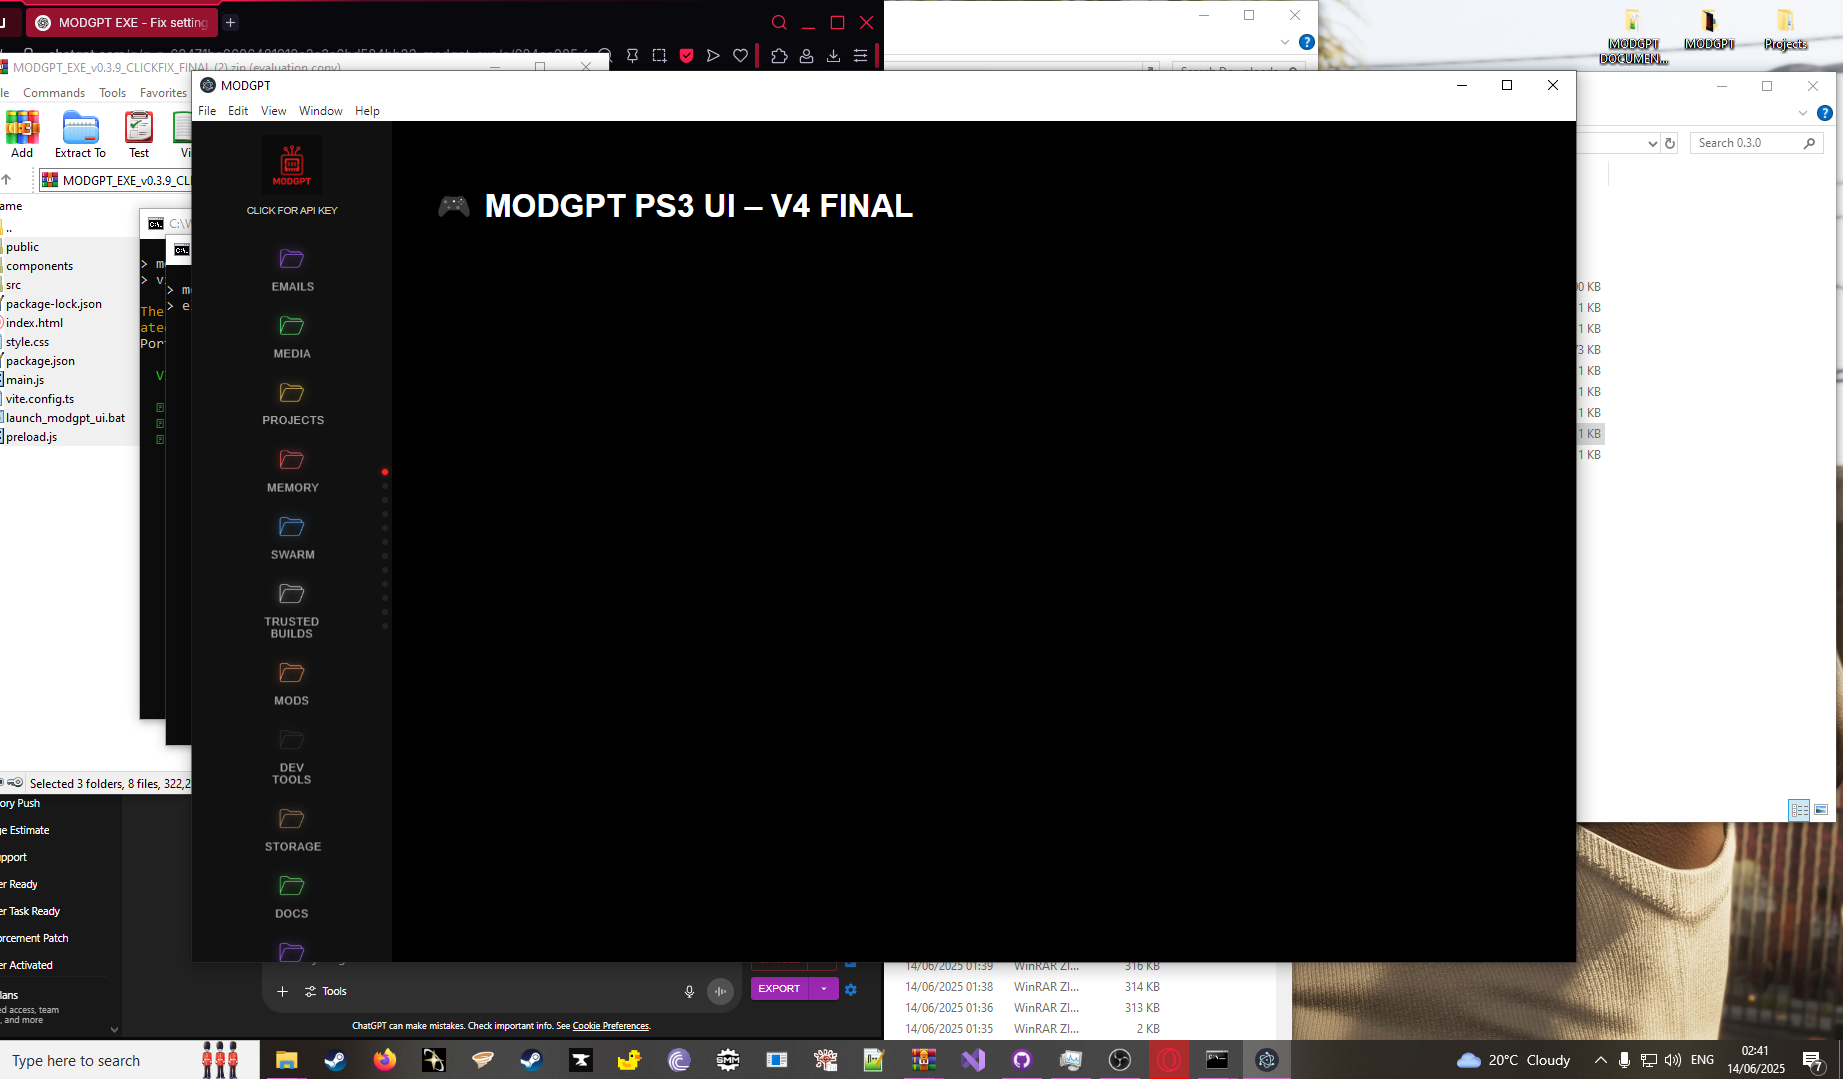 MODGPT EXE - Fix setting
MODGPT_EXE_v0.3.9_CLICKFIX_FINAL (2).zip (evaluation copy)
Commands Tools Favorites
Add Extract To Test
MODGPT_EXE_v0.3.9_CLI
..
public
components
src
package-lock.json
index.html
style.css
package.json
main.js
vite.config.ts
launch_modgpt_ui.bat
preload.js
Selected 3 folders, 8 files, 322,2
C:\W
The
MODGPT
File Edit View Window Help
MODGPT
CLICK FOR API KEY
EMAILS
MEDIA
PROJECTS
MEMORY
SWARM
TRUSTED
BUILDS
MODS
DEV
TOOLS
STORAGE
DOCS
🎮 MODGPT PS3 UI – V4 FINAL
MODGPT
DOCUMEN...
MODGPT
Projects
Search 0.3.0
1 KB
1 KB
1 KB
1 KB
1 KB
1 KB
1 KB
ory Push
ge Estimate
pport
er Ready
er Task Ready
orcement Patch
er Activated
lans
ed access, team
, and more
Tools
EXPORT
ChatGPT can make mistakes. Check important info. See Cookie Preferences.
14/06/2025 01:39 WinRAR ZI... 316 KB
14/06/2025 01:38 WinRAR ZI... 314 KB
14/06/2025 01:36 WinRAR ZI... 313 KB
14/06/2025 01:35 WinRAR ZI... 2 KB
Type here to search
20°C Cloudy
ENG
02:41
14/06/2025
7